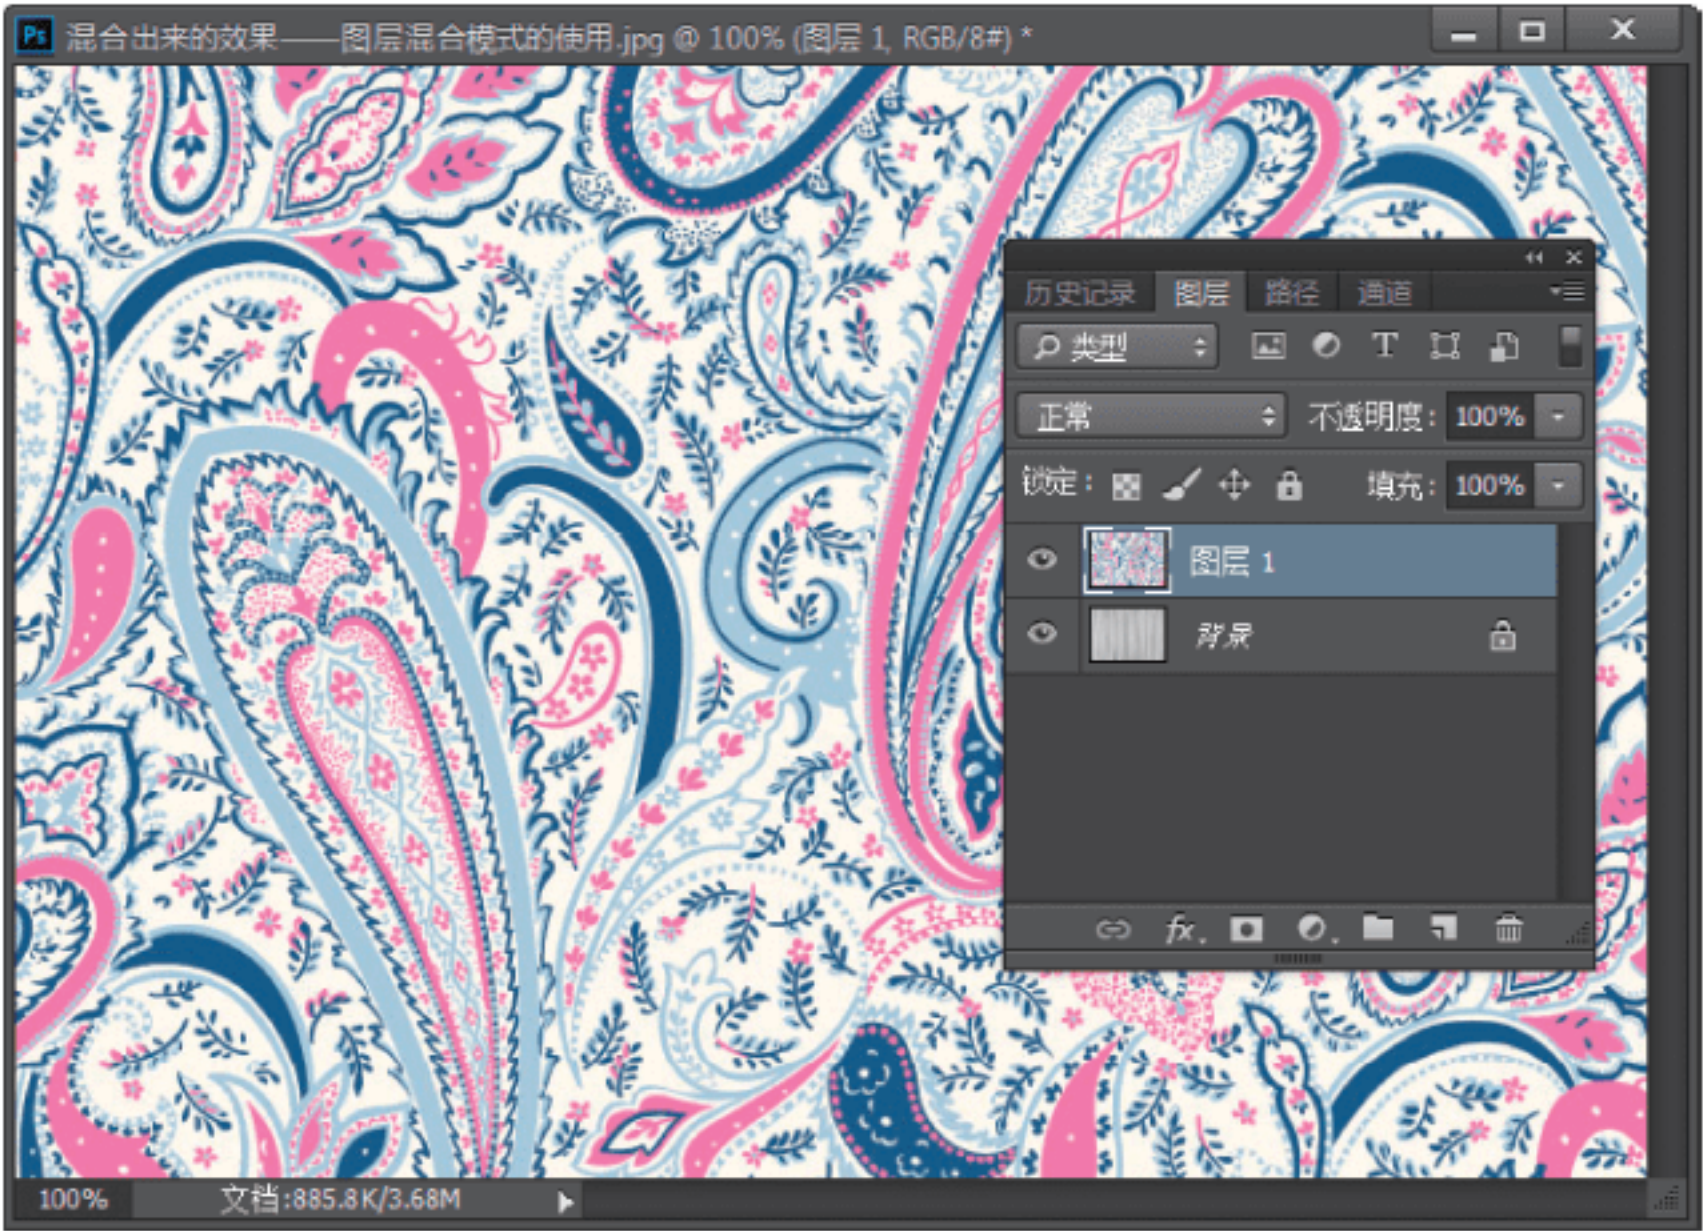 Ps 混合出来的效果——图层混合模式的使用.jpg @ 100% (图层 1, RGB/8#) *
历史记录 图层 路径 通道
类型 T
正常 不透明度: 100%
锁定: 填充: 100%
图层 1
背景
fx
100% 文档:885.8K/3.68M